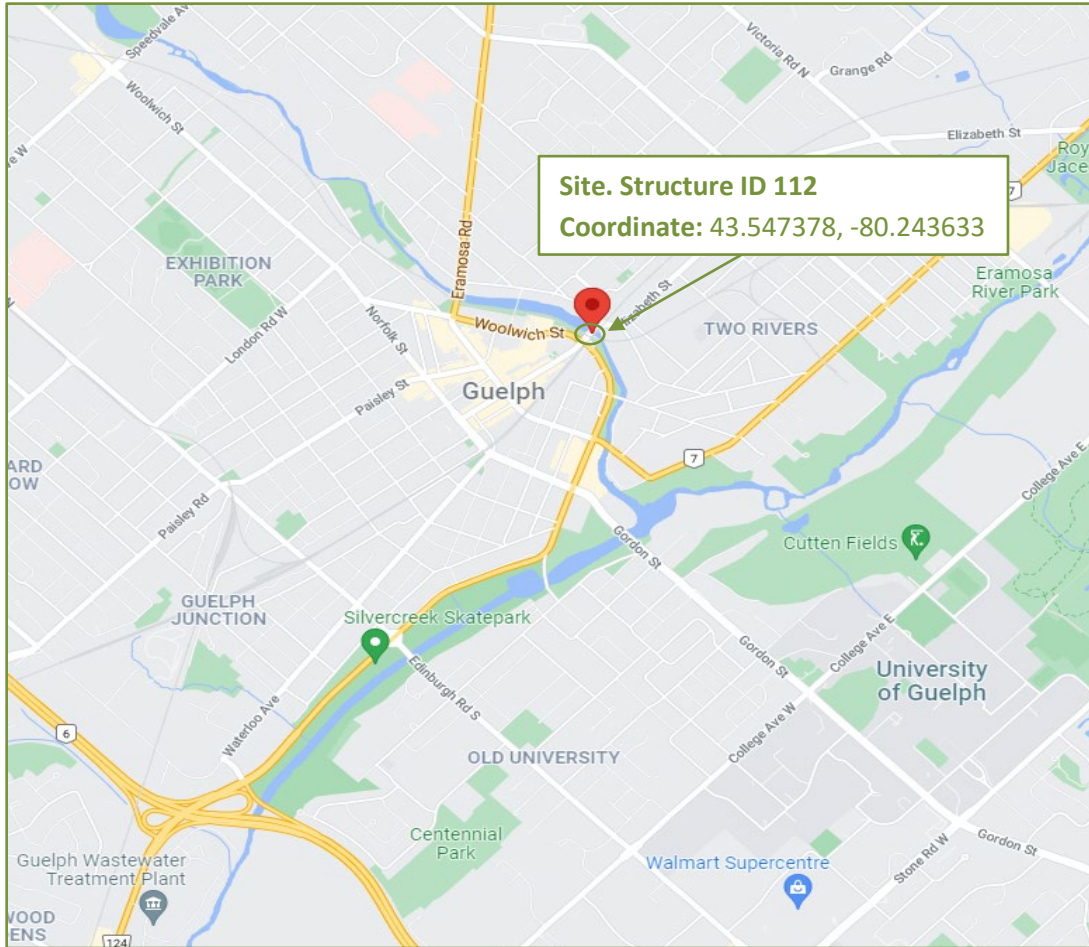 Speedvale Av
Victoria Rd N
Grange Rd
Woolwich St
Elizabeth St
Roy
Jace
7
Site. Structure ID 112
Coordinate: 43.547378, -80.243633
ve W
EXHIBITION
PARK
Eramosa Rd
Eramosa
River Park
London Rd W
Norfolk St
Woolwich St
Elizabeth St
TWO RIVERS
Paisley St
Guelph
7
College Ave E
ARD
OW
Paisley Rd
Gordon St
Cutten Fields
GUELPH
JUNCTION
Silvercreek Skatepark
College Ave E
Gordon St
University
of Guelph
Edinburgh Rd S
Waterloo Ave
6
College Ave W
OLD UNIVERSITY
Centennial
Park
Gordon St
Guelph Wastewater
Treatment Plant
Walmart Supercentre
Stone Rd W
WOOD
ENS
124